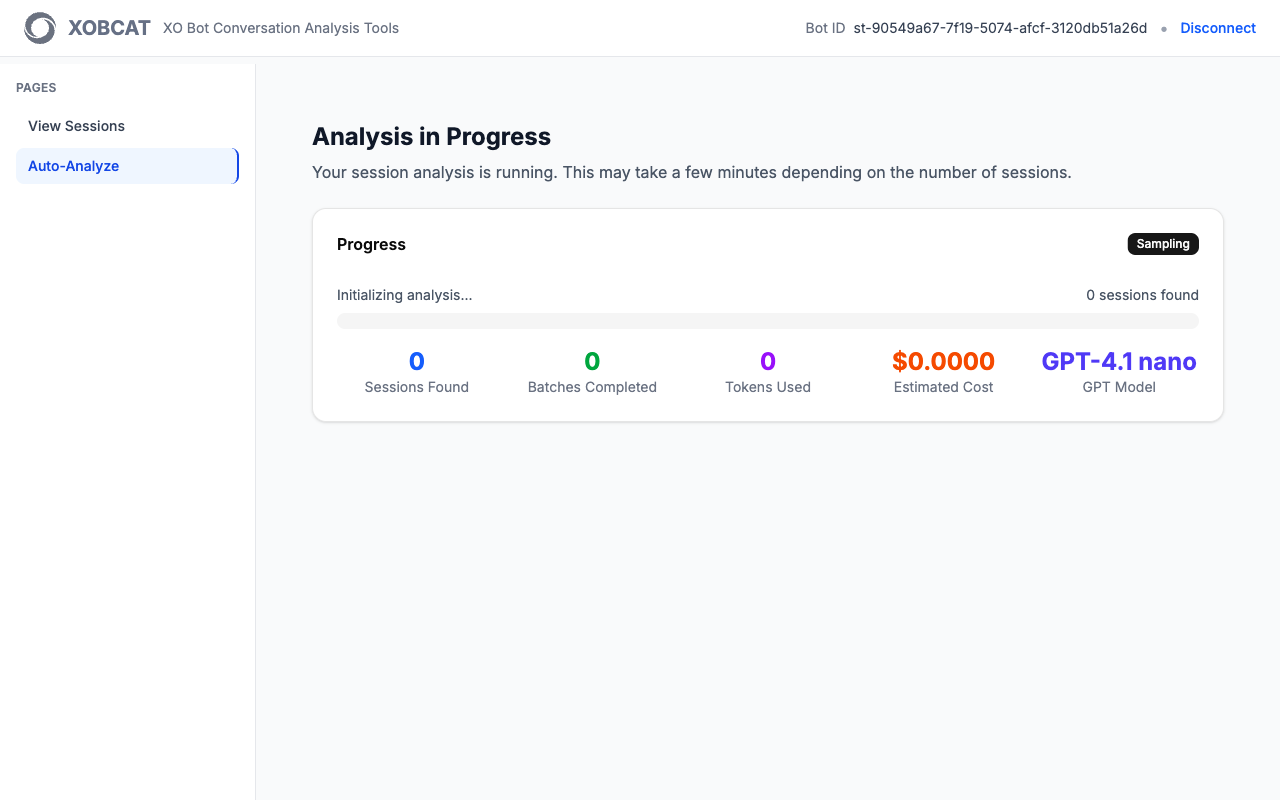 XOBCAT XO Bot Conversation Analysis Tools Bot ID st-90549a67-7f19-5074-afcf-3120db51a26d • Disconnect
PAGES
View Sessions
Auto-Analyze
Analysis in Progress
Your session analysis is running. This may take a few minutes depending on the number of sessions.
Progress Sampling
Initializing analysis... 0 sessions found
0 0 0 $0.0000 GPT-4.1 nano
Sessions Found Batches Completed Tokens Used Estimated Cost GPT Model